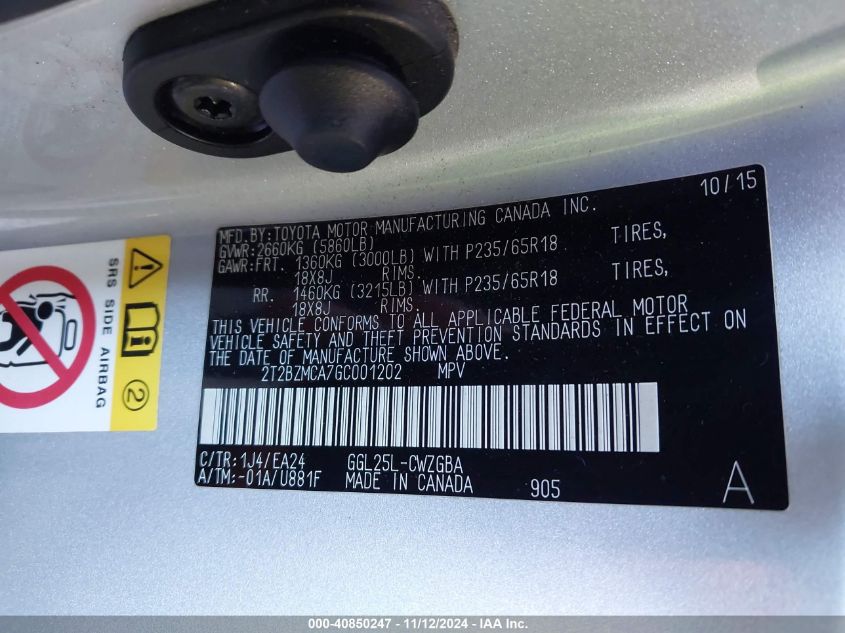 10/15
MFD.BY:TOYOTA MOTOR MANUFACTURING CANADA INC.
GVWR:2660KG (5860LB)
GAWR:FRT. 1360KG (3000LB) WITH P235/65R18 TIRES,
18X8J RIMS.
RR. 1460KG (3215LB) WITH P235/65R18 TIRES,
18X8J RIMS.
THIS VEHICLE CONFORMS TO ALL APPLICABLE FEDERAL MOTOR
VEHICLE SAFETY AND THEFT PREVENTION STANDARDS IN EFFECT ON
THE DATE OF MANUFACTURE SHOWN ABOVE.
2T2BZMCA7GC001202 MPV
C/TR:1J4/EA24 GGL25L-CWZGBA
A/TM:-01A/U881F MADE IN CANADA 905 A
SRS SIDE AIRBAG
2
000-40850247 - 11/12/2024 - IAA Inc.